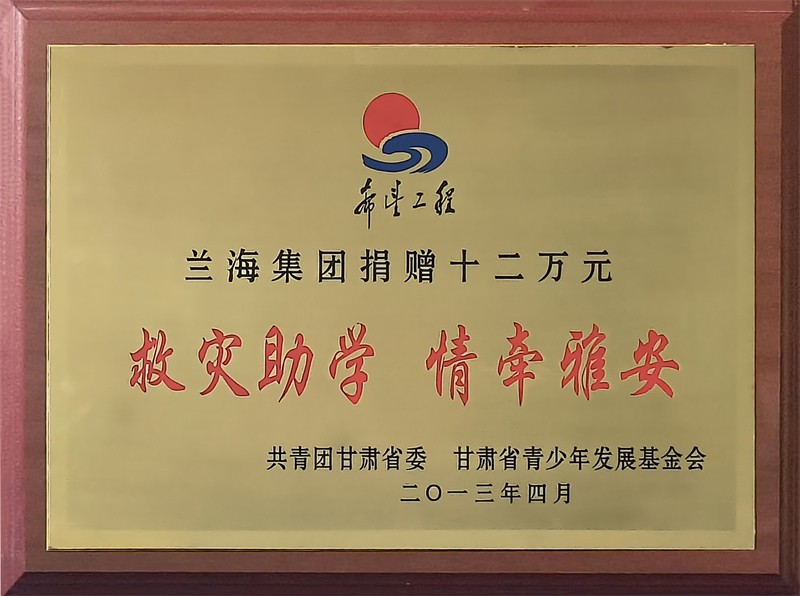 希望工程
兰海集团捐赠十二万元
救灾助学 情牵雅安
共青团甘肃省委 甘肃省青少年发展基金会
二〇一三年四月